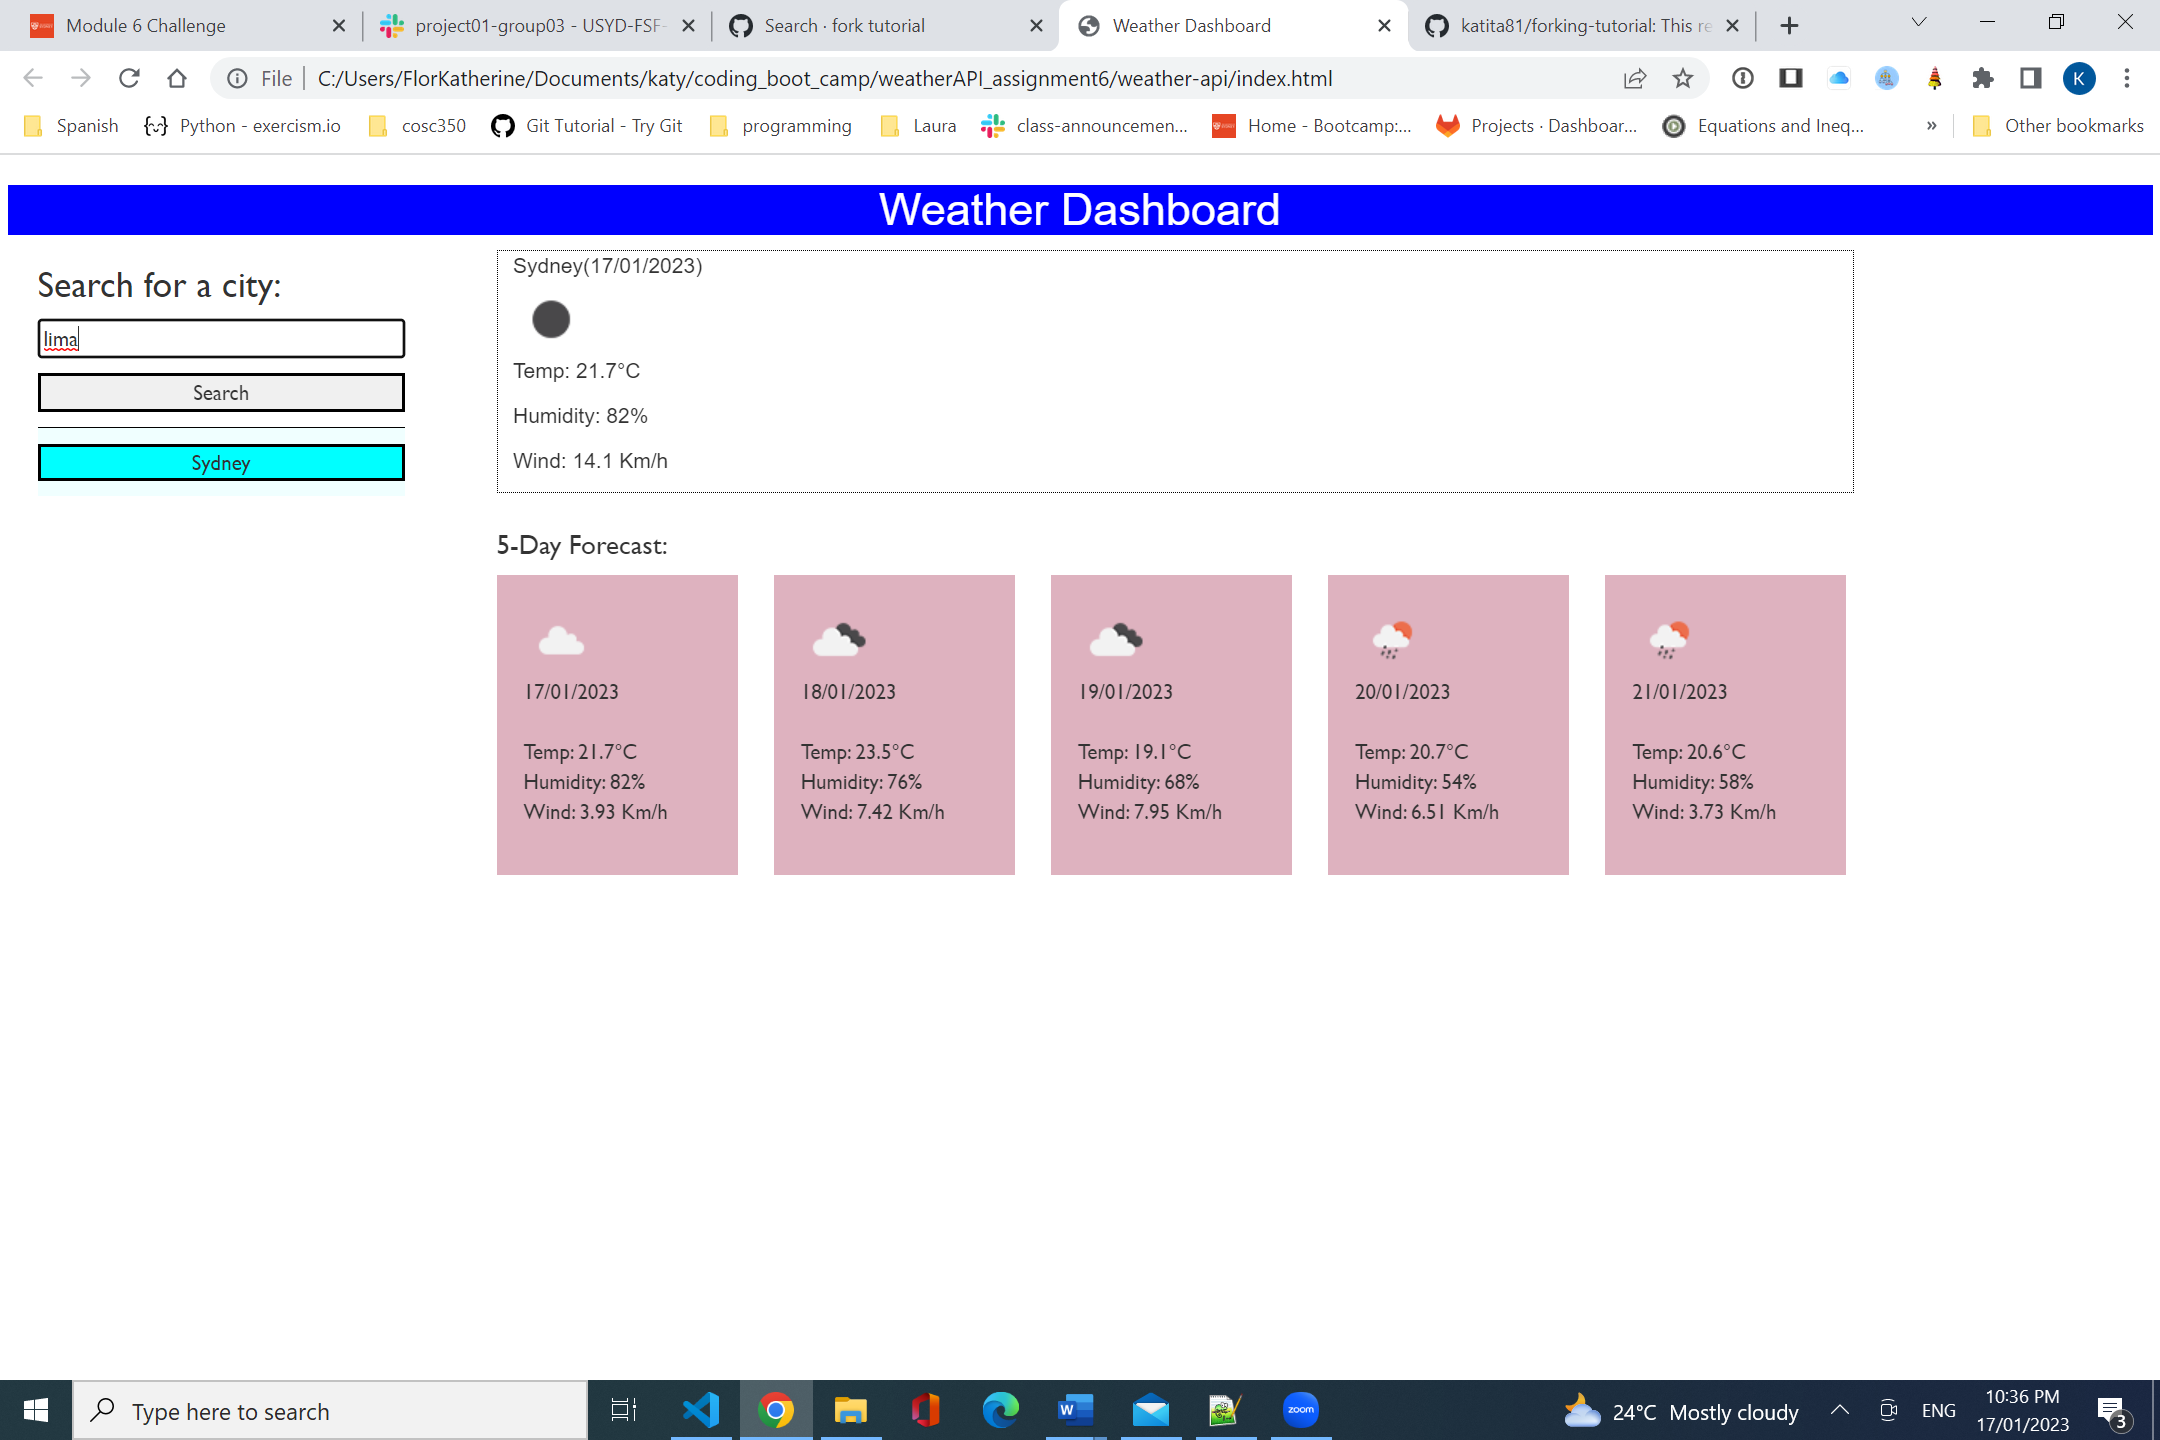 Module 6 Challenge
project01-group03 - USYD-FSF-
Search · fork tutorial
Weather Dashboard
katita81/forking-tutorial: This re
File
C:/Users/FlorKatherine/Documents/katy/coding_boot_camp/weatherAPI_assignment6/weather-api/index.html
K
Spanish
Python - exercism.io
cosc350
Git Tutorial - Try Git
programming
Laura
class-announcemen...
Home - Bootcamp:...
Projects · Dashboar...
Equations and Ineq...
»
Other bookmarks
Weather Dashboard
Search for a city:
lima
Search
Sydney
Sydney(17/01/2023)
Temp: 21.7°C
Humidity: 82%
Wind: 14.1 Km/h
5-Day Forecast:
17/01/2023
Temp: 21.7°C
Humidity: 82%
Wind: 3.93 Km/h
18/01/2023
Temp: 23.5°C
Humidity: 76%
Wind: 7.42 Km/h
19/01/2023
Temp: 19.1°C
Humidity: 68%
Wind: 7.95 Km/h
20/01/2023
Temp: 20.7°C
Humidity: 54%
Wind: 6.51 Km/h
21/01/2023
Temp: 20.6°C
Humidity: 58%
Wind: 3.73 Km/h
Type here to search
W
zoom
24°C Mostly cloudy
ENG
10:36 PM
17/01/2023
3